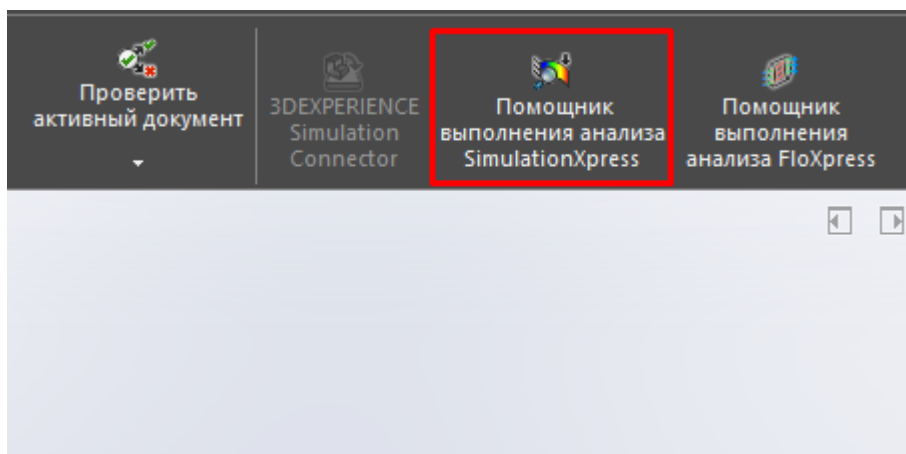 Проверить
активный документ
3DEXPERIENCE
Simulation
Connector
Помощник
выполнения анализа
SimulationXpress
Помощник
выполнения
анализа FloXpress